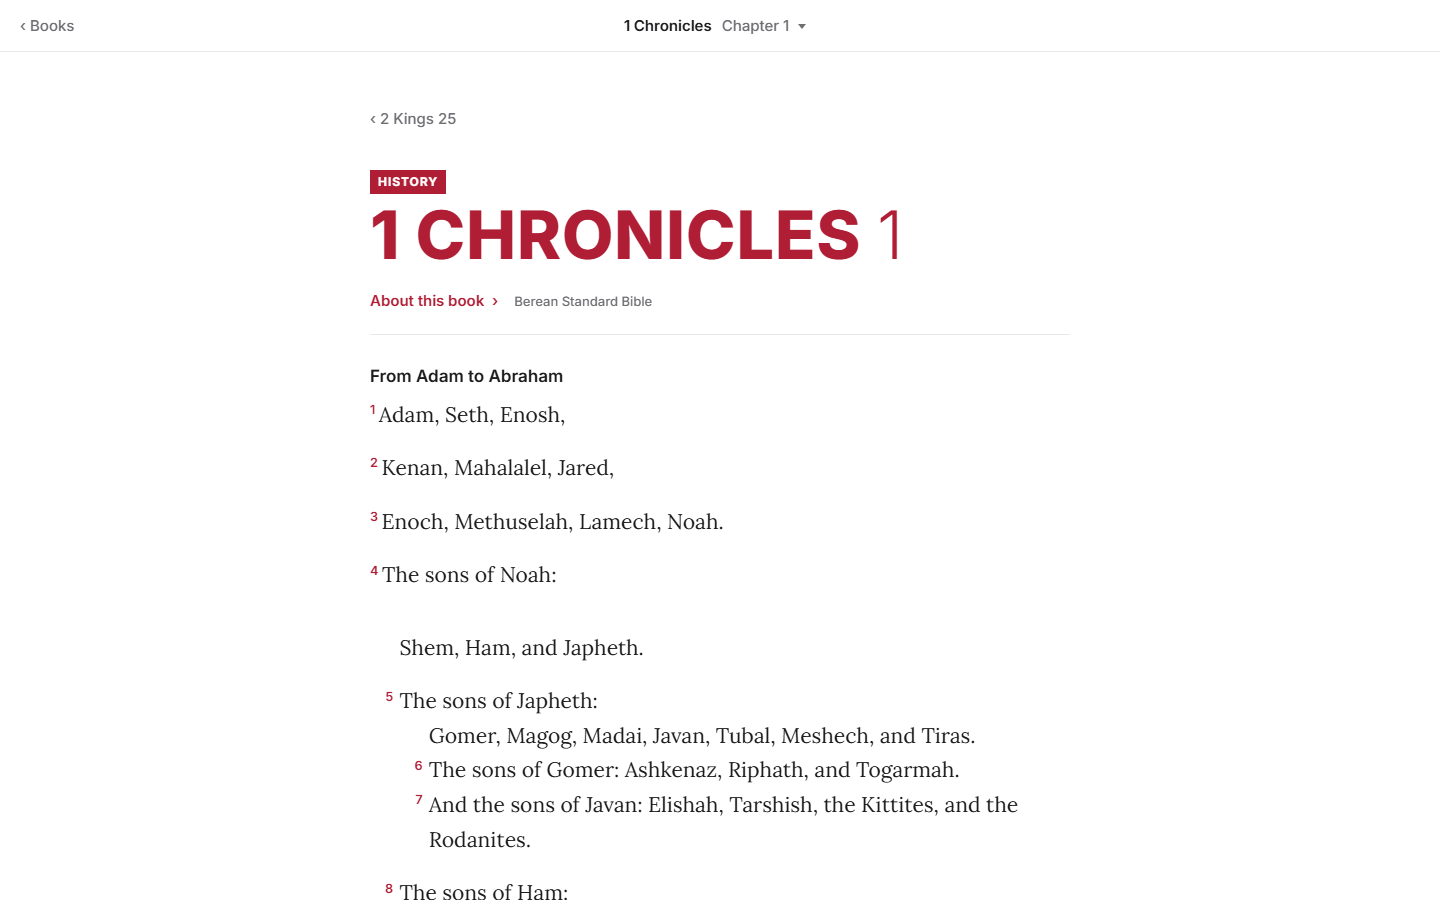 ‹ Books
1 Chronicles Chapter 1
‹ 2 Kings 25
HISTORY
1 CHRONICLES 1
About this book › Berean Standard Bible
From Adam to Abraham
1 Adam, Seth, Enosh,
2 Kenan, Mahalalel, Jared,
3 Enoch, Methuselah, Lamech, Noah.
4 The sons of Noah:
Shem, Ham, and Japheth.
5 The sons of Japheth:
Gomer, Magog, Madai, Javan, Tubal, Meshech, and Tiras.
6 The sons of Gomer: Ashkenaz, Riphath, and Togarmah.
7 And the sons of Javan: Elishah, Tarshish, the Kittites, and the
Rodanites.
8 The sons of Ham: